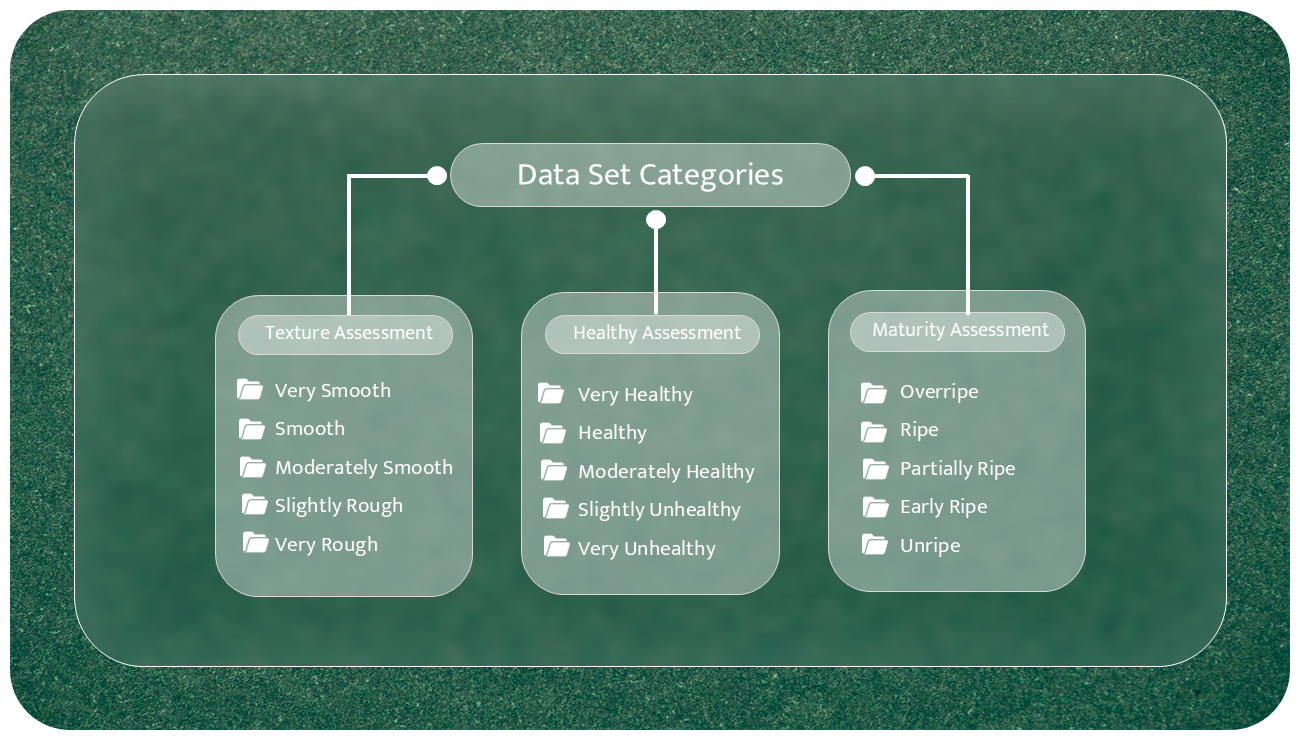 Data Set Categories
Texture Assessment
Very Smooth
Smooth
Moderately Smooth
Slightly Rough
Very Rough
Healthy Assessment
Very Healthy
Healthy
Moderately Healthy
Slightly Unhealthy
Very Unhealthy
Maturity Assessment
Overripe
Ripe
Partially Ripe
Early Ripe
Unripe